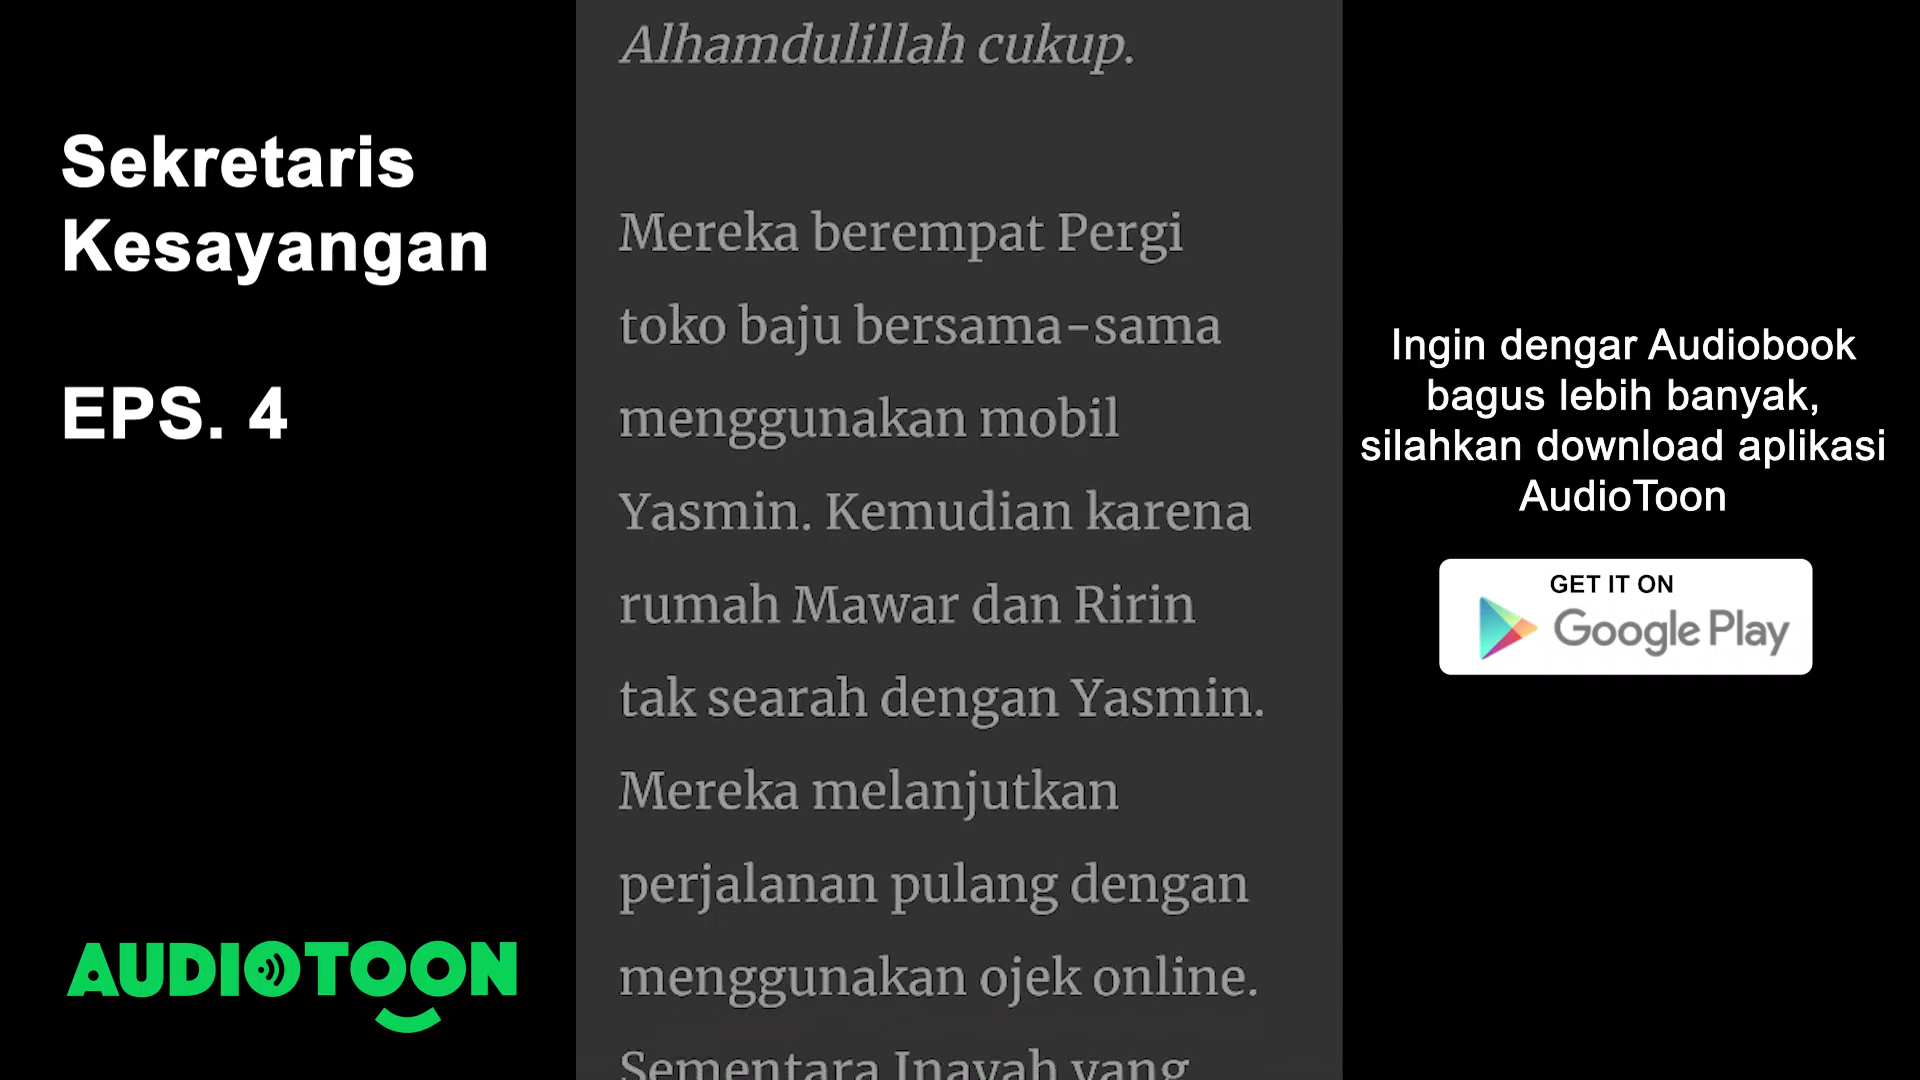 Sekretaris
Kesayangan
EPS. 4
AUDIOTOON
Alhamdulillah cukup.
Mereka berempat Pergi
toko baju bersama-sama
menggunakan mobil
Yasmin. Kemudian karena
rumah Mawar dan Ririn
tak searah dengan Yasmin.
Mereka melanjutkan
perjalanan pulang dengan
menggunakan ojek online.
Sementara Inayah yang
Ingin dengar Audiobook
bagus lebih banyak,
silahkan download aplikasi
AudioToon
GET IT ON
Google Play